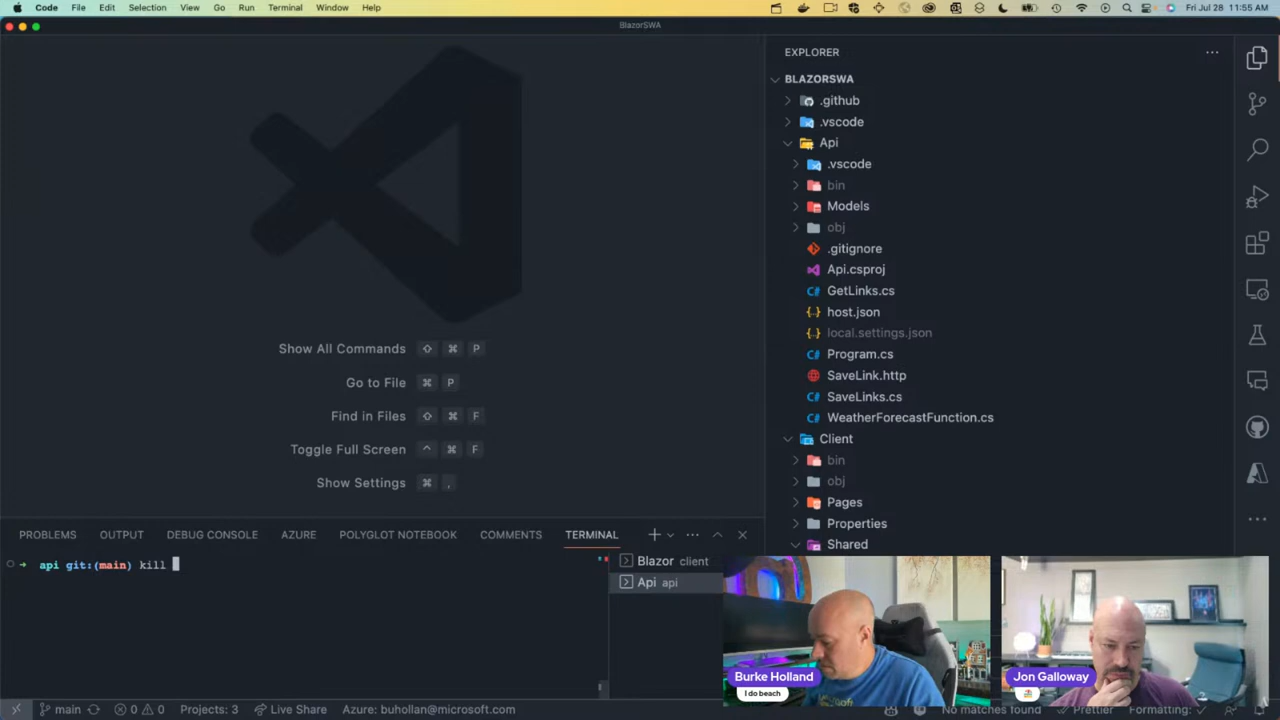 Code File Edit Selection View Go Run Terminal Window Help Fri Jul 28 11:55 AM
BlazorSWA
EXPLORER
BLAZORSWA
.github
.vscode
Api
.vscode
bin
Models
obj
.gitignore
Api.csproj
GetLinks.cs
host.json
local.settings.json
Program.cs
SaveLink.http
SaveLinks.cs
WeatherForecastFunction.cs
Client
bin
obj
Pages
Properties
Shared
Show All Commands ⇧ ⌘ P
Go to File ⌘ P
Find in Files ⇧ ⌘ F
Toggle Full Screen ^ ⌘ F
Show Settings ⌘ ,
PROBLEMS OUTPUT DEBUG CONSOLE AZURE POLYGLOT NOTEBOOK COMMENTS TERMINAL
api git:(main) kill
Blazor client
Api api
Burke Holland
I do beach
Jon Galloway
main 0 0 Projects: 3 Live Share Azure: buhollan@microsoft.com No matches found Prettier Formatting: